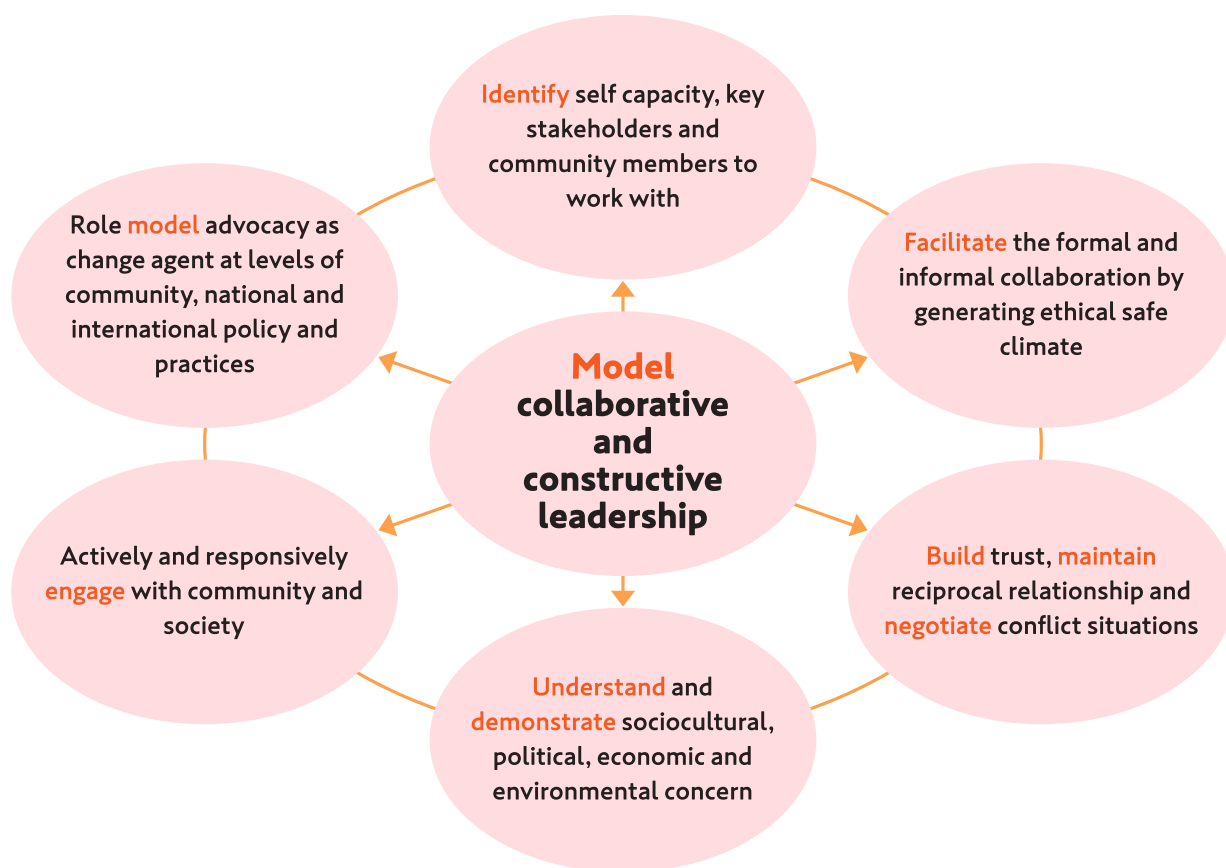 Identify self capacity, key
stakeholders and
community members to
work with
Role model advocacy as
change agent at levels of
community, national and
international policy and
practices
Facilitate the formal and
informal collaboration by
generating ethical safe
climate
Model
collaborative
and
constructive
leadership
Actively and responsively
engage with community and
society
Build trust, maintain
reciprocal relationship and
negotiate conflict situations
Understand and
demonstrate sociocultural,
political, economic and
environmental concern